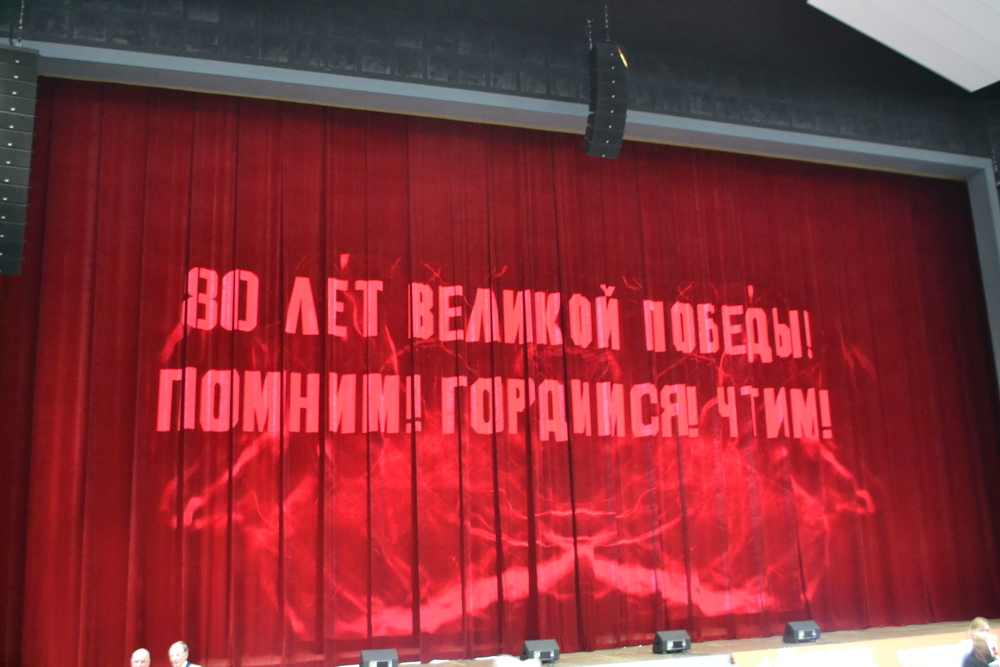 80 ЛЕТ ВЕЛИКОЙ ПОБЕДЫ!
ПОМНИМ! ГОРДИМСЯ! ЧТИМ!